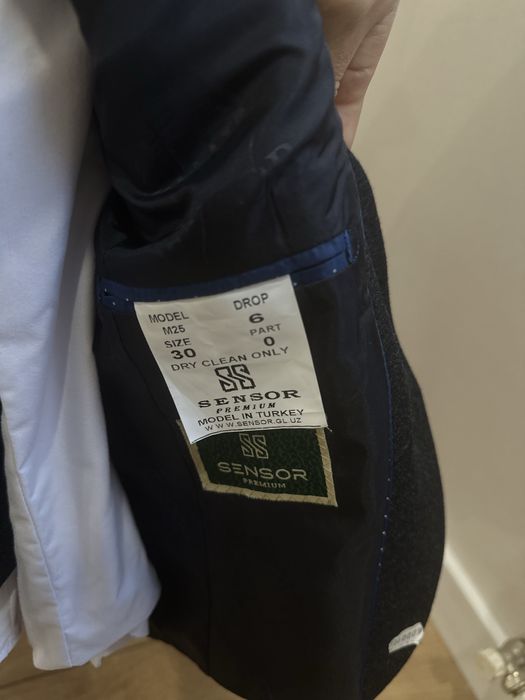 MODEL DROP
M25 6
SIZE PART
30 0
DRY CLEAN ONLY
SS
SENSOR
PREMIUM
MODEL IN TURKEY
WWW.SENSOR.GL.UZ
SS
SENSOR
PREMIUM